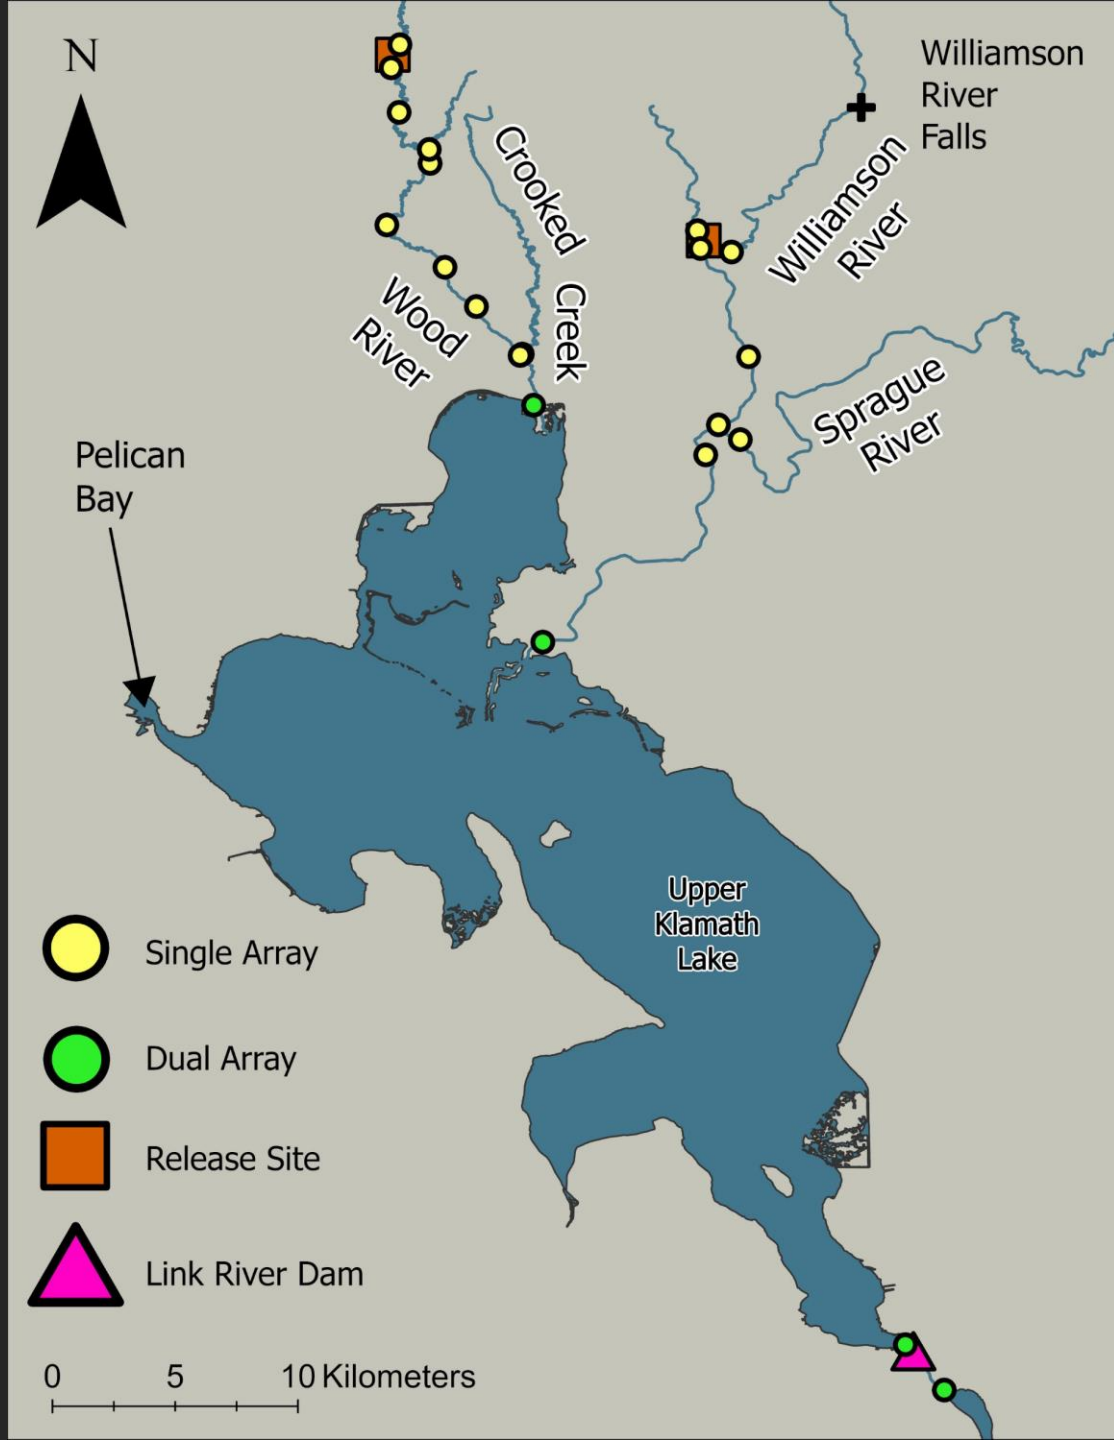 N
Williamson
River
Falls
Crooked
Creek
Williamson
River
Wood
River
Sprague
River
Pelican
Bay
Upper
Klamath
Lake
Single Array
Dual Array
Release Site
Link River Dam
0 5 10 Kilometers